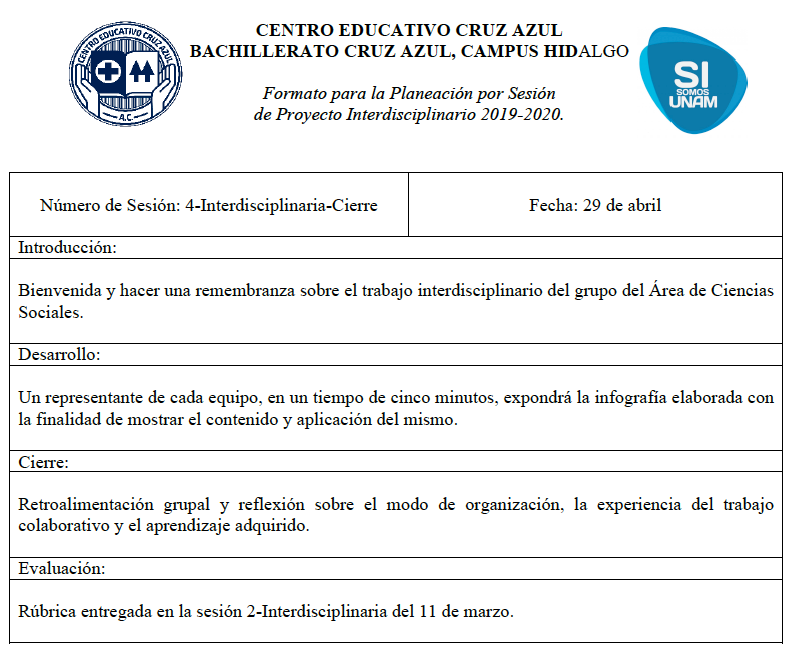 CENTRO EDUCATIVO CRUZ AZUL
BACHILLERATO CRUZ AZUL, CAMPUS HIDALGO
Formato para la Planeación por Sesión
de Proyecto Interdisciplinario 2019-2020.
CENTRO EDUCATIVO CRUZ AZUL
A.C.
SI
SOMOS
UNAM
Número de Sesión: 4-Interdisciplinaria-Cierre
Fecha: 29 de abril
Introducción:
Bienvenida y hacer una remembranza sobre el trabajo interdisciplinario del grupo del Área de Ciencias
Sociales.
Desarrollo:
Un representante de cada equipo, en un tiempo de cinco minutos, expondrá la infografía elaborada con
la finalidad de mostrar el contenido y aplicación del mismo.
Cierre:
Retroalimentación grupal y reflexión sobre el modo de organización, la experiencia del trabajo
colaborativo y el aprendizaje adquirido.
Evaluación:
Rúbrica entregada en la sesión 2-Interdisciplinaria del 11 de marzo.